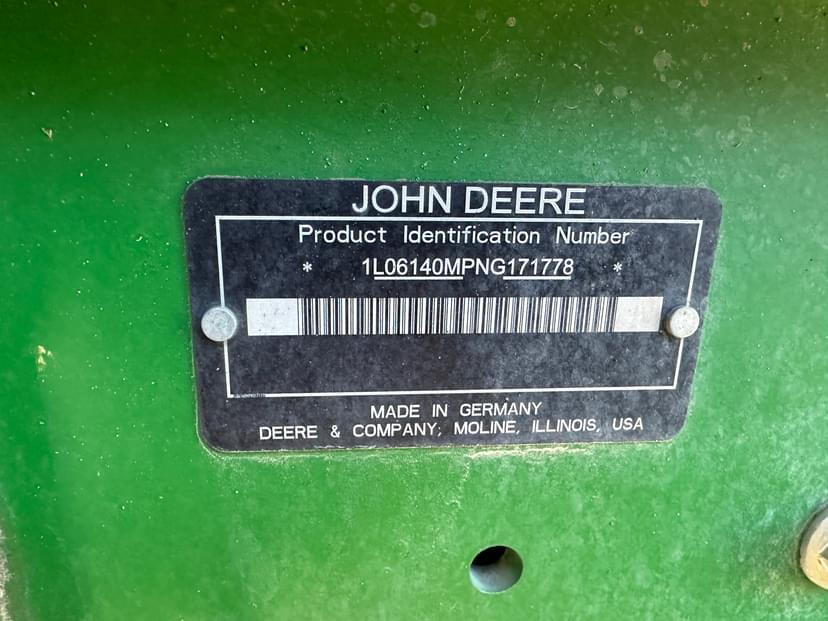 JOHN DEERE
Product Identification Number
* 1L06140MPNG171778 *
MADE IN GERMANY
DEERE & COMPANY, MOLINE, ILLINOIS, USA